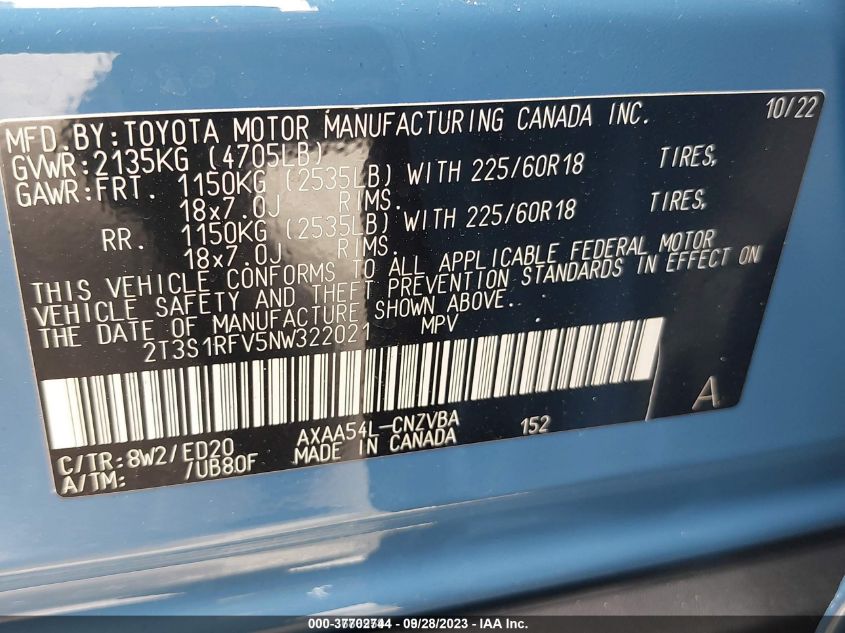 MFD.BY:TOYOTA MOTOR MANUFACTURING CANADA INC. 10/22
GVWR:2135KG (4705LB)
GAWR:FRT. 1150KG (2535LB) WITH 225/60R18 TIRES,
18x7.0J RIMS.
RR. 1150KG (2535LB) WITH 225/60R18 TIRES,
18x7.0J RIMS.
THIS VEHICLE CONFORMS TO ALL APPLICABLE FEDERAL MOTOR
VEHICLE SAFETY AND THEFT PREVENTION STANDARDS IN EFFECT ON
THE DATE OF MANUFACTURE SHOWN ABOVE.
2T3S1RFV5NW322021 MPV
A
C/TR:8W2/ED20 AXAA54L-CNZVBA 152
A/TM: /UB80F MADE IN CANADA
000-37702744 - 09/28/2023 - IAA Inc.